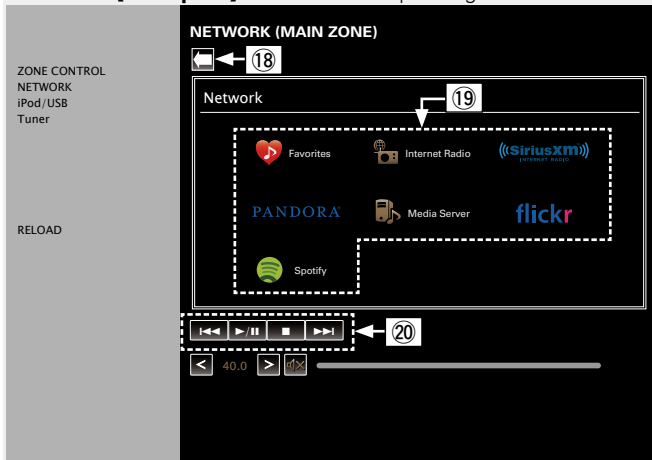 NETWORK (MAIN ZONE)
⑱
ZONE CONTROL
NETWORK
iPod/USB
Tuner
RELOAD
Network
⑲
Favorites
Internet Radio
((SiriusXM))
INTERNET RADIO
PANDORA
Media Server
flickr
Spotify
⑳
< 40.0 >